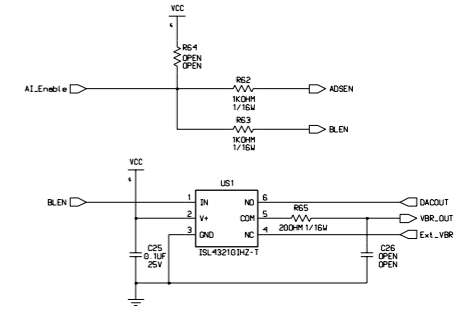 VCC
R64
OPEN
OPEN
AI_Enable
R62
1KOHM
1/16W
ADSEN
R63
1KOHM
1/16W
BLEN
VCC
US1
BLEN
1 IN
NO 6
DACOUT
2 V+
COM 5
R65
20OHM 1/16W
VBR_OUT
3 GND
NC 4
Ext_VBR
ISL43210IHZ-T
C25
0.1UF
25V
C26
OPEN
OPEN